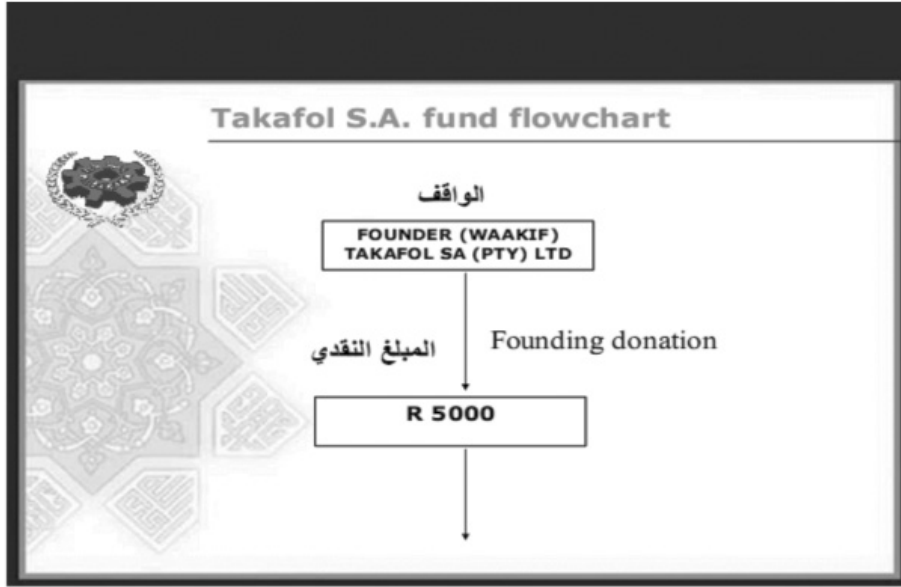 Takafol S.A. fund flowchart
الواقف
FOUNDER (WAAKIF)
TAKAFOL SA (PTY) LTD
المبلغ النقدي
Founding donation
R 5000